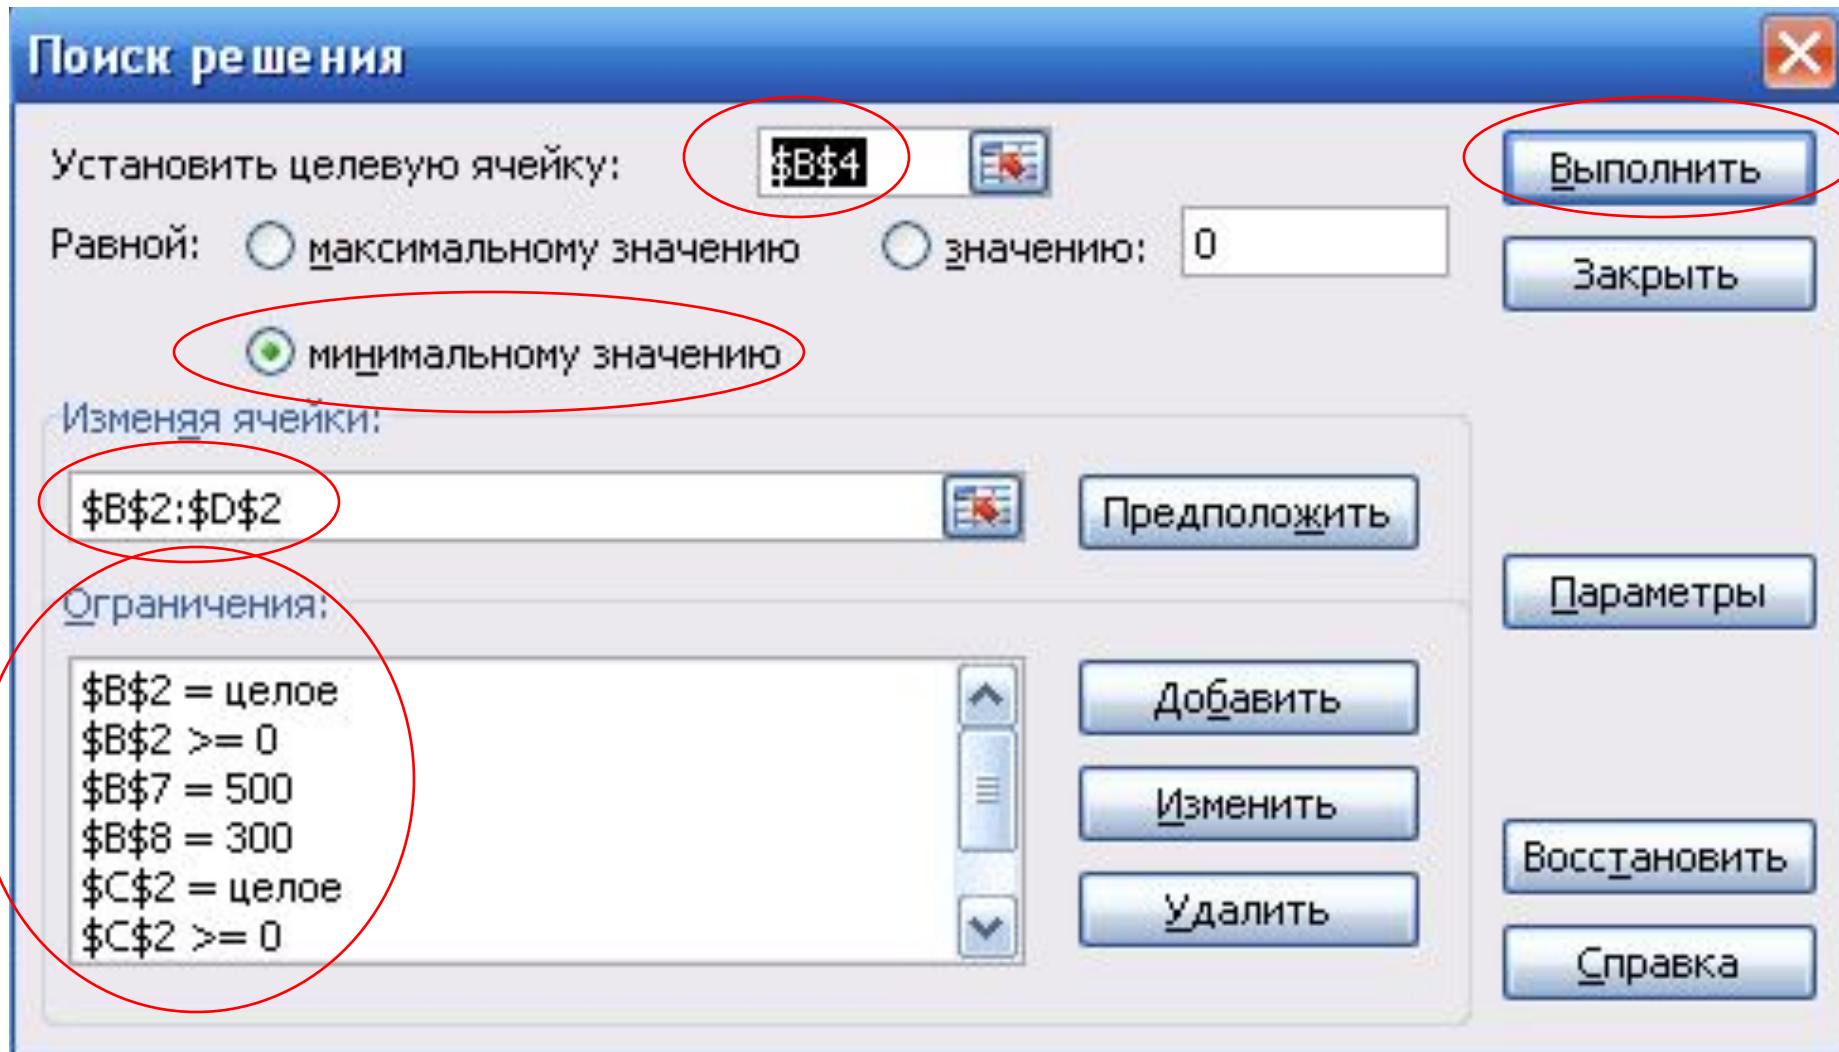 Поиск решения
Установить целевую ячейку: $B$4
Выполнить
Равной: максимальному значению значению: 0
Закрыть
минимальному значению
Изменяя ячейки:
$B$2:$D$2
Предположить
Параметры
Ограничения:
$B$2 = целое
$B$2 >= 0
$B$7 = 500
$B$8 = 300
$C$2 = целое
$C$2 >= 0
Добавить
Изменить
Удалить
Восстановить
Справка